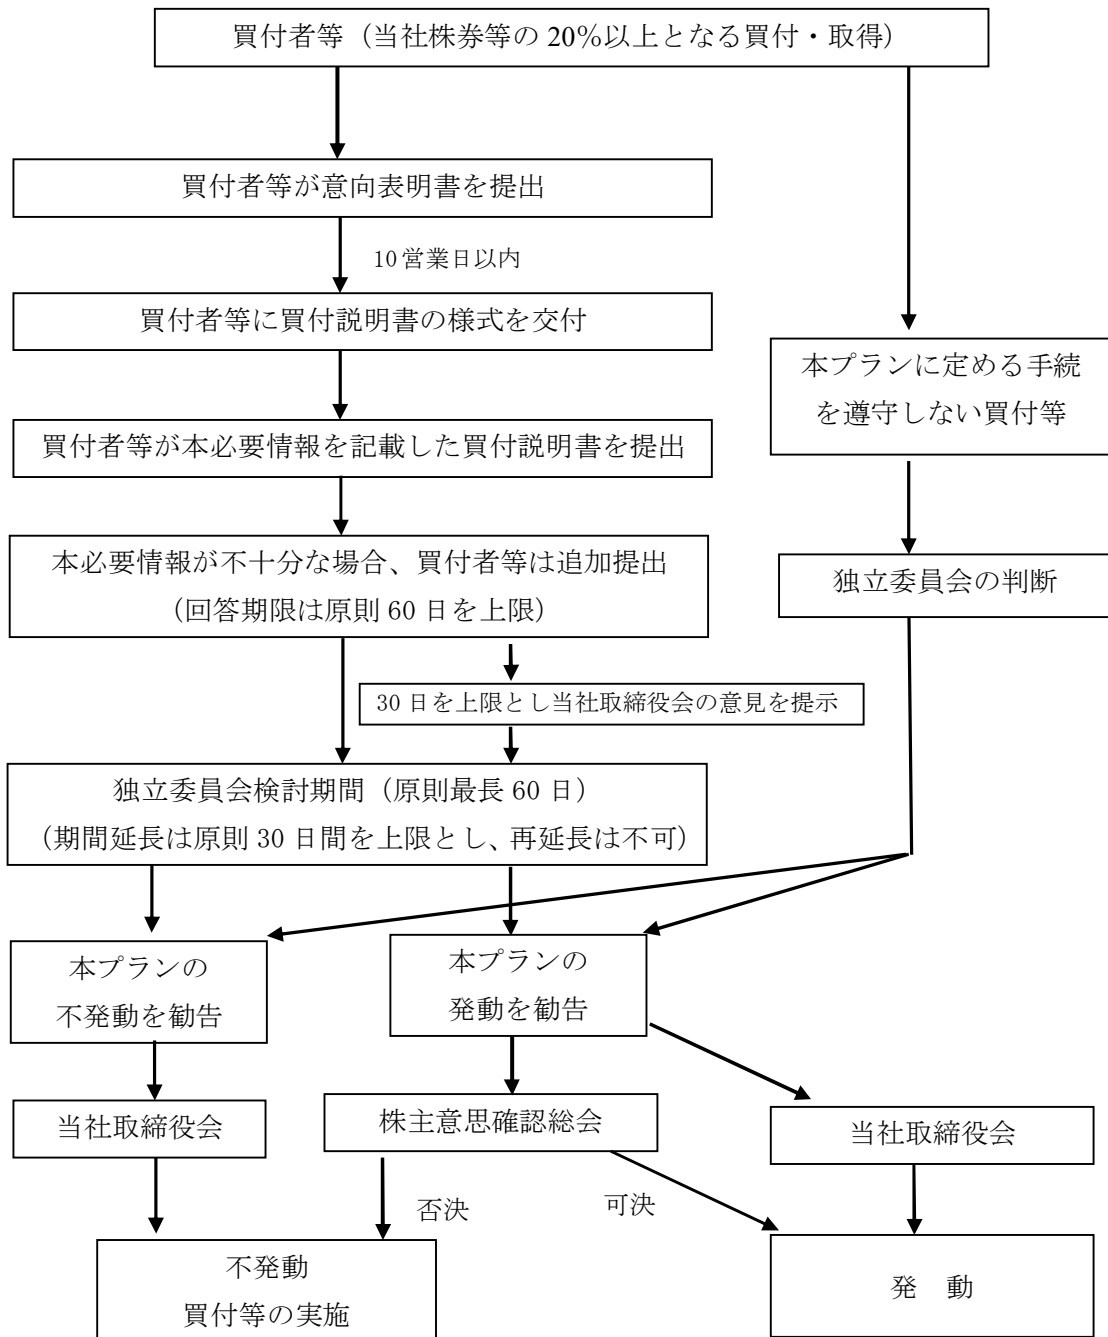 買付者等（当社株券等の 20%以上となる買付・取得）
買付者等が意向表明書を提出
10 営業日以内
買付者等に買付説明書の様式を交付
本プランに定める手続
を遵守しない買付等
買付者等が本必要情報を記載した買付説明書を提出
本必要情報が不十分な場合、買付者等は追加提出
（回答期限は原則 60 日を上限）
独立委員会の判断
30 日を上限とし当社取締役会の意見を提示
独立委員会検討期間（原則最長 60 日）
（期間延長は原則 30 日間を上限とし、再延長は不可）
本プランの
不発動を勧告
本プランの
発動を勧告
当社取締役会
株主意思確認総会
当社取締役会
否決
可決
不発動
買付等の実施
発　動